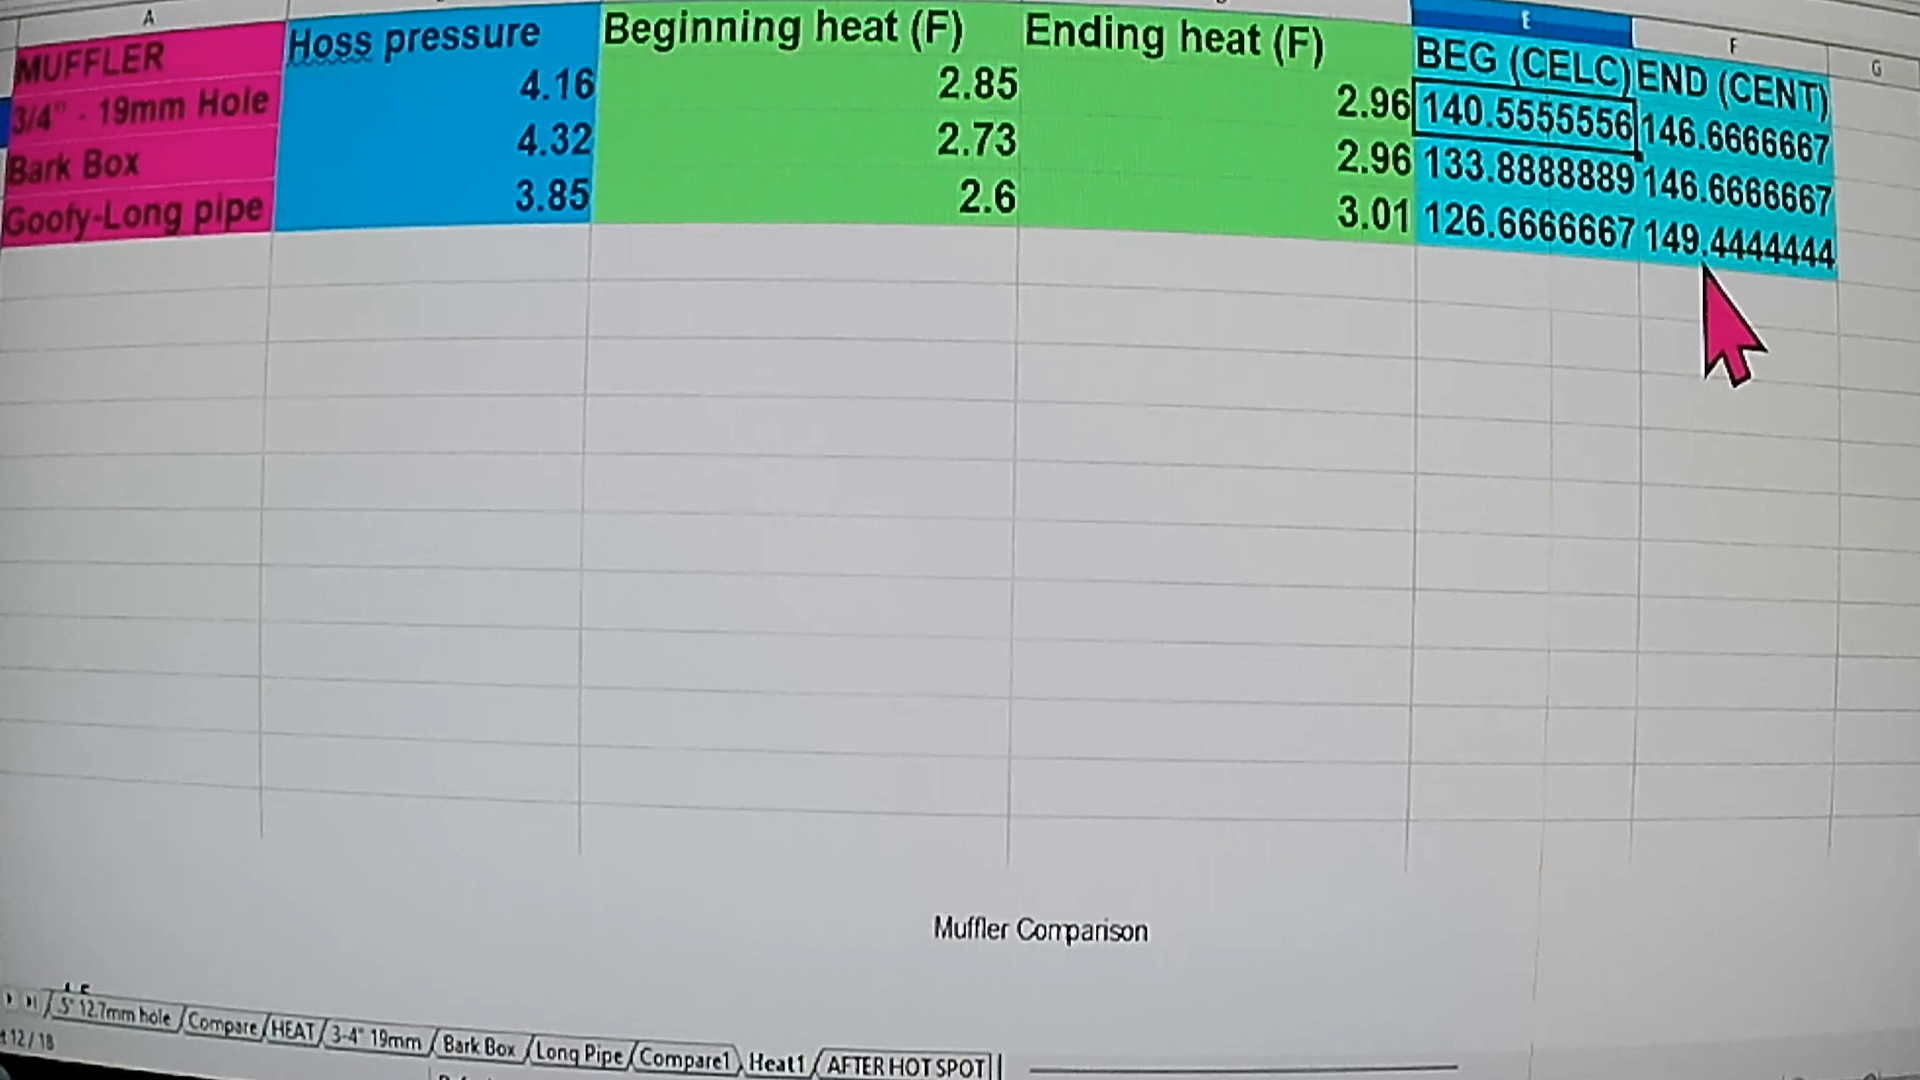 A E F G
MUFFLER Hoss pressure Beginning heat (F) Ending heat (F) BEG (CELC) END (CENT)
3/4" - 19mm Hole 4.16 2.85 2.96 140.5555556 146.6666667
Bark Box 4.32 2.73 2.96 133.8888889 146.6666667
Goofy-Long pipe 3.85 2.6 3.01 126.6666667 149.4444444
Muffler Comparison
.5" 12.7mm hole Compare HEAT 3-4" 19mm Bark Box Long Pipe Compare1 Heat1 AFTER HOT SPOT
12 / 18